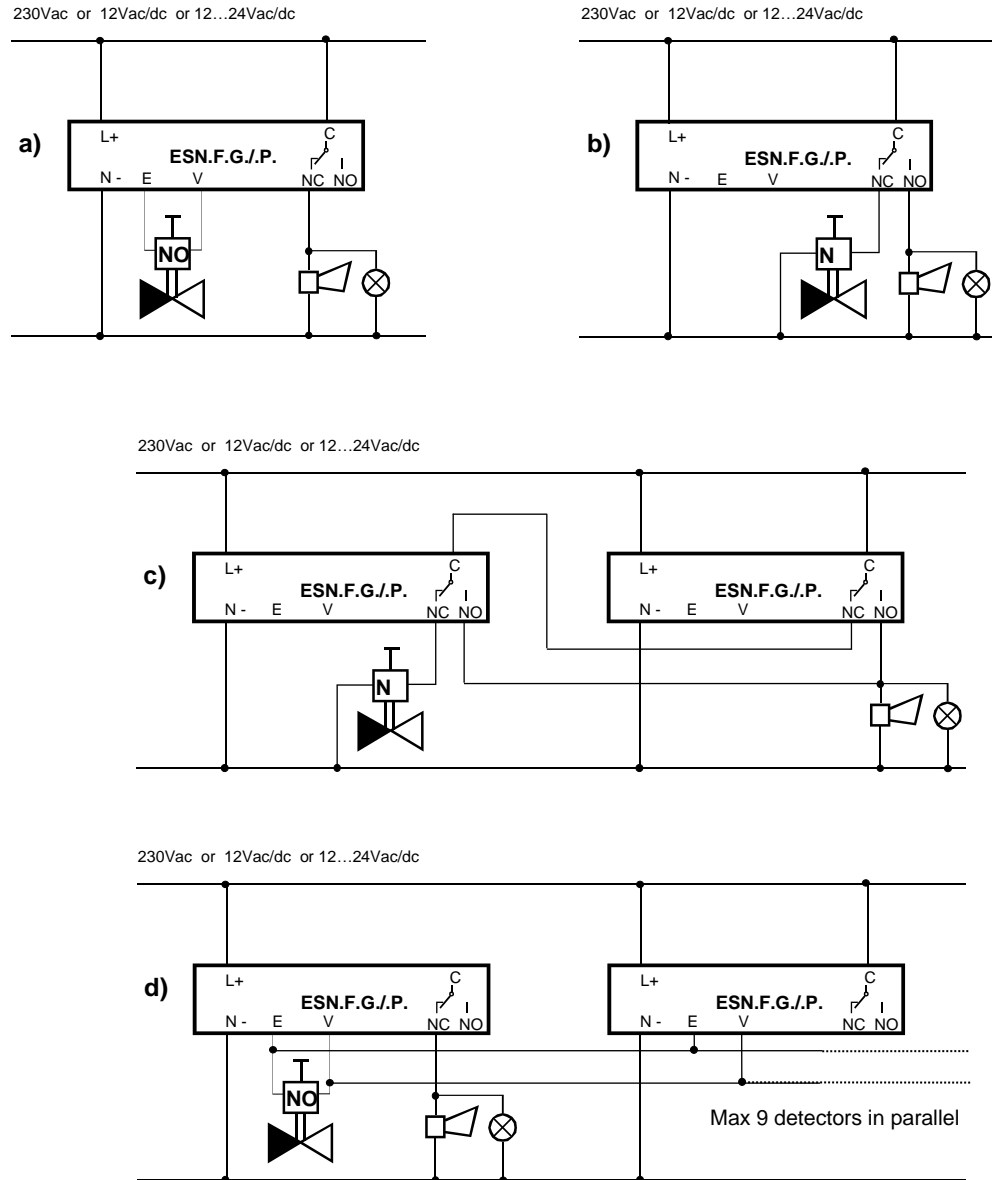 230Vac or 12Vac/dc or 12…24Vac/dc
a)
L+
C
ESN.F.G./.P.
N - E V NC NO
NO
230Vac or 12Vac/dc or 12…24Vac/dc
b)
L+
C
ESN.F.G./.P.
N - E V NC NO
N
230Vac or 12Vac/dc or 12…24Vac/dc
c)
L+
C
ESN.F.G./.P.
N - E V NC NO
N
L+
C
ESN.F.G./.P.
N - E V NC NO
230Vac or 12Vac/dc or 12…24Vac/dc
d)
L+
C
ESN.F.G./.P.
N - E V NC NO
NO
L+
C
ESN.F.G./.P.
N - E V NC NO
Max 9 detectors in parallel